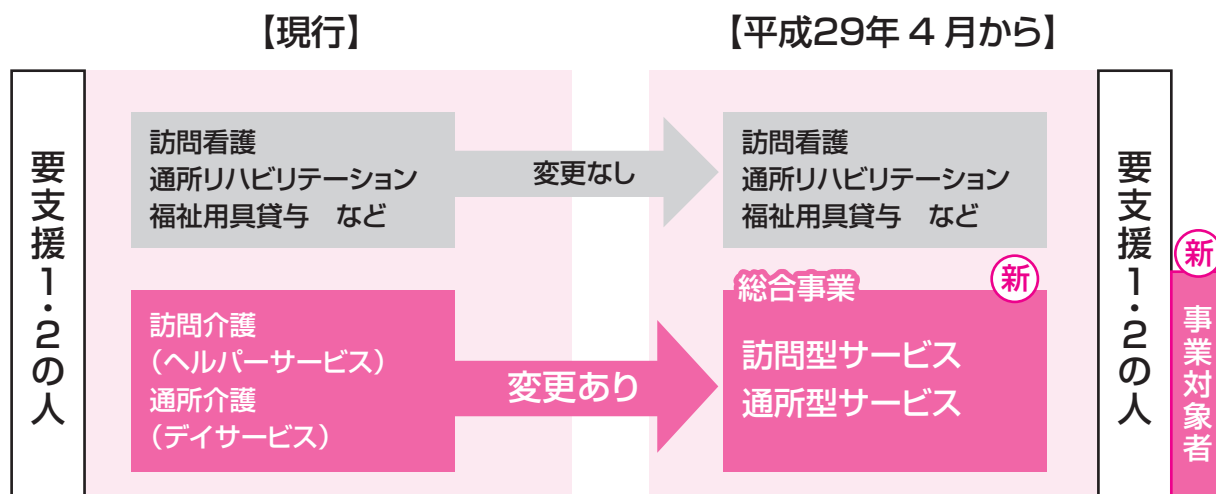 【現行】
【平成29年4月から】
要支援1・2の人
訪問看護
通所リハビリテーション
福祉用具貸与　など
変更なし
訪問看護
通所リハビリテーション
福祉用具貸与　など
訪問介護
（ヘルパーサービス）
通所介護
（デイサービス）
変更あり
総合事業
新
訪問型サービス
通所型サービス
要支援1・2の人
新
事業対象者